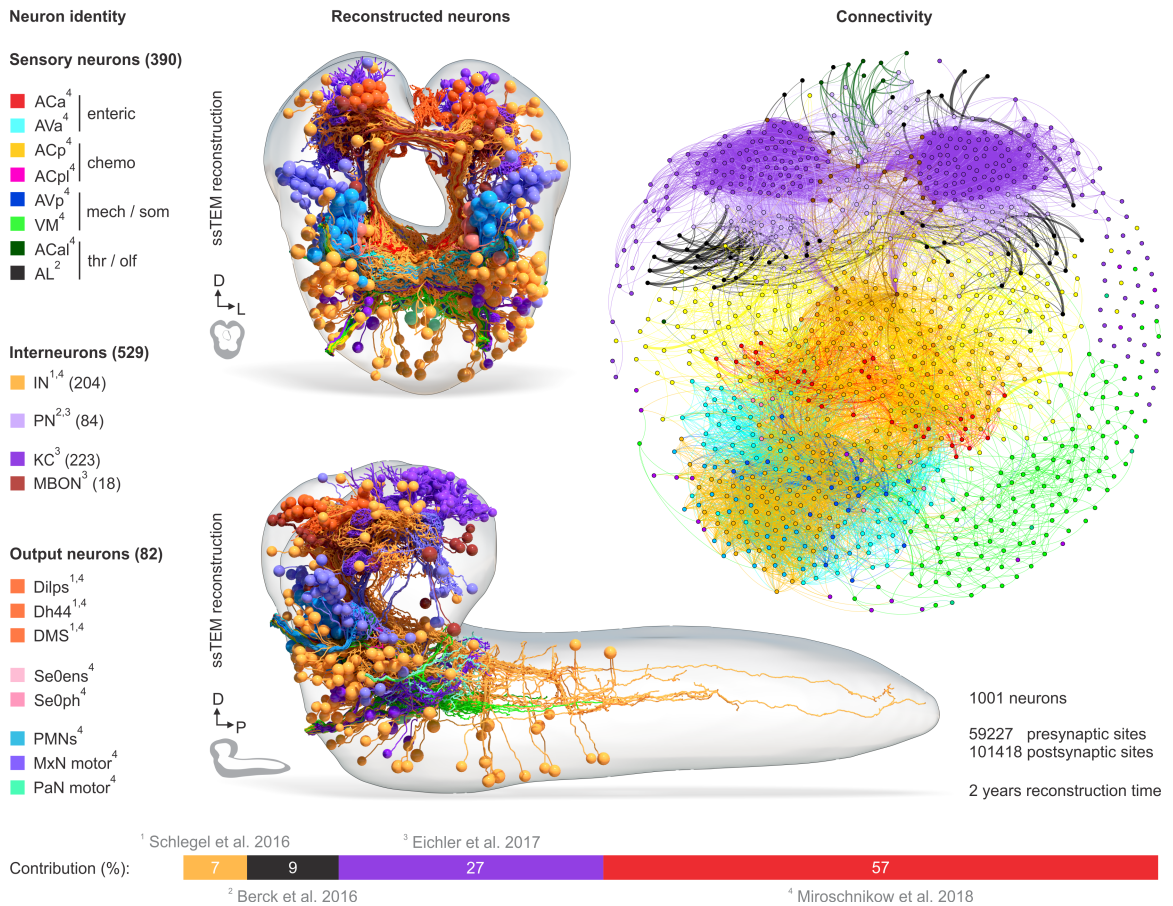 Neuron identity
Reconstructed neurons
Connectivity
Sensory neurons (390)
ACa4
AVa4
enteric
ACp4
ACpl4
chemo
AVp4
VM4
mech / som
ACal4
AL2
thr / olf
ssTEM reconstruction
D
L
Interneurons (529)
IN1,4 (204)
PN2,3 (84)
KC3 (223)
MBON3 (18)
Output neurons (82)
Dilps1,4
Dh441,4
DMS1,4
Se0ens4
Se0ph4
PMNs4
MxN motor4
PaN motor4
ssTEM reconstruction
D
P
1001 neurons
59227 presynaptic sites
101418 postsynaptic sites
2 years reconstruction time
1 Schlegel et al. 2016
3 Eichler et al. 2017
Contribution (%):
7
9
27
57
2 Berck et al. 2016
4 Miroschnikow et al. 2018